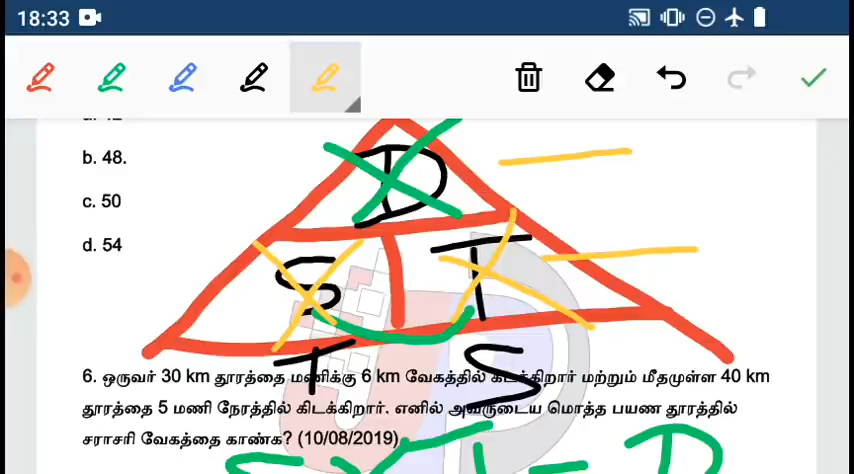 18:33
b. 48.
c. 50
d. 54
D
S T
T S
6. ஒருவர் 30 km தூரத்தை மணிக்கு 6 km வேகத்தில் கடக்கிறார் மற்றும் மீதமுள்ள 40 km
தூரத்தை 5 மணி நேரத்தில் கிடக்கிறார். எனில் அவருடைய மொத்த பயண தூரத்தில்
சராசரி வேகத்தை காண்க? (10/08/2019)